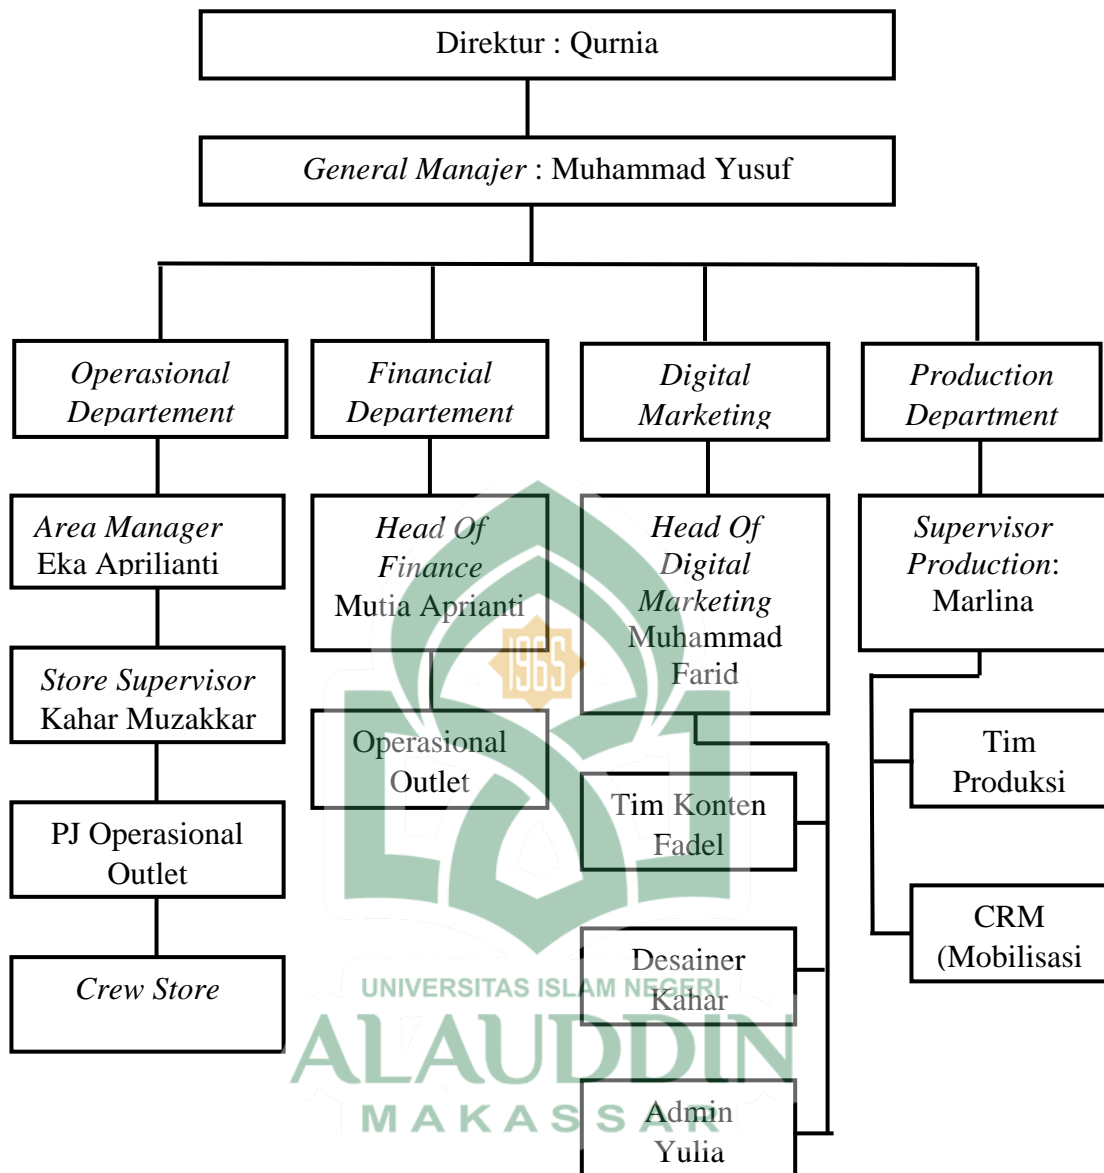 Direktur : Qurnia
General Manajer : Muhammad Yusuf
Operasional
Departement
Financial
Departement
Digital
Marketing
Production
Department
Area Manager
Eka Aprilianti
Head Of
Finance
Mutia Aprianti
Head Of
Digital
Marketing
Muhammad
Farid
Supervisor
Production:
Marlina
1965
Store Supervisor
Kahar Muzakkar
Operasional
Outlet
Tim
Produksi
Tim Konten
Fadel
PJ Operasional
Outlet
CRM
(Mobilisasi
Desainer
Kahar
Crew Store
UNIVERSITAS ISLAM NEGERI
ALAUDDIN
MAKASSAR
Admin
Yulia